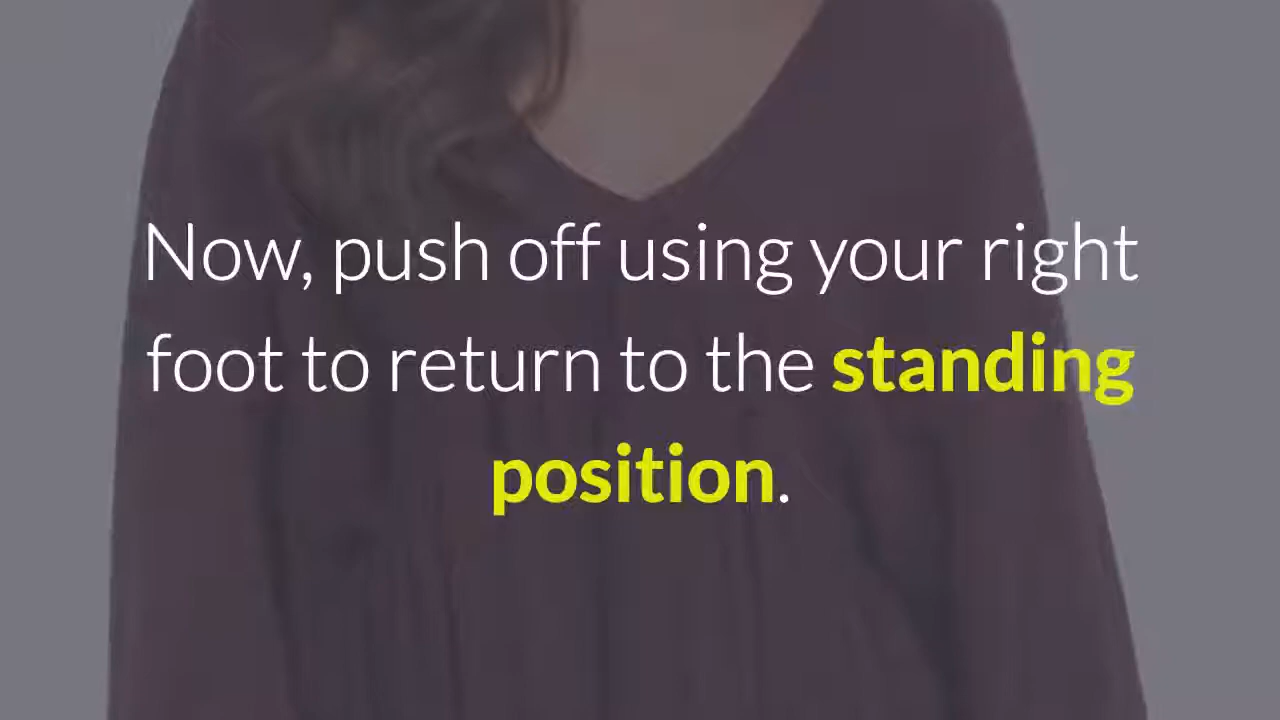 Now, push off using your right
foot to return to the standing
position.